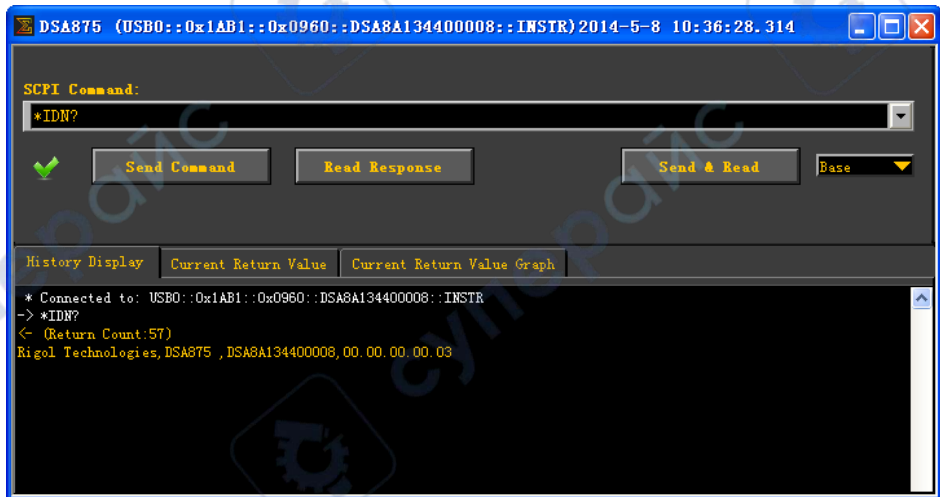 DSA875 (USB0::0x1AB1::0x0960::DSA8A134400008::INSTR)2014-5-8 10:36:28.314
SCPI Command:
*IDN?
Send Command
Read Response
Send & Read
Base
History Display
Current Return Value
Current Return Value Graph
* Connected to: USB0::0x1AB1::0x0960::DSA8A134400008::INSTR
-> *IDN?
<- (Return Count:57)
Rigol Technologies,DSA875 ,DSA8A134400008,00.00.00.00.03
суперайс